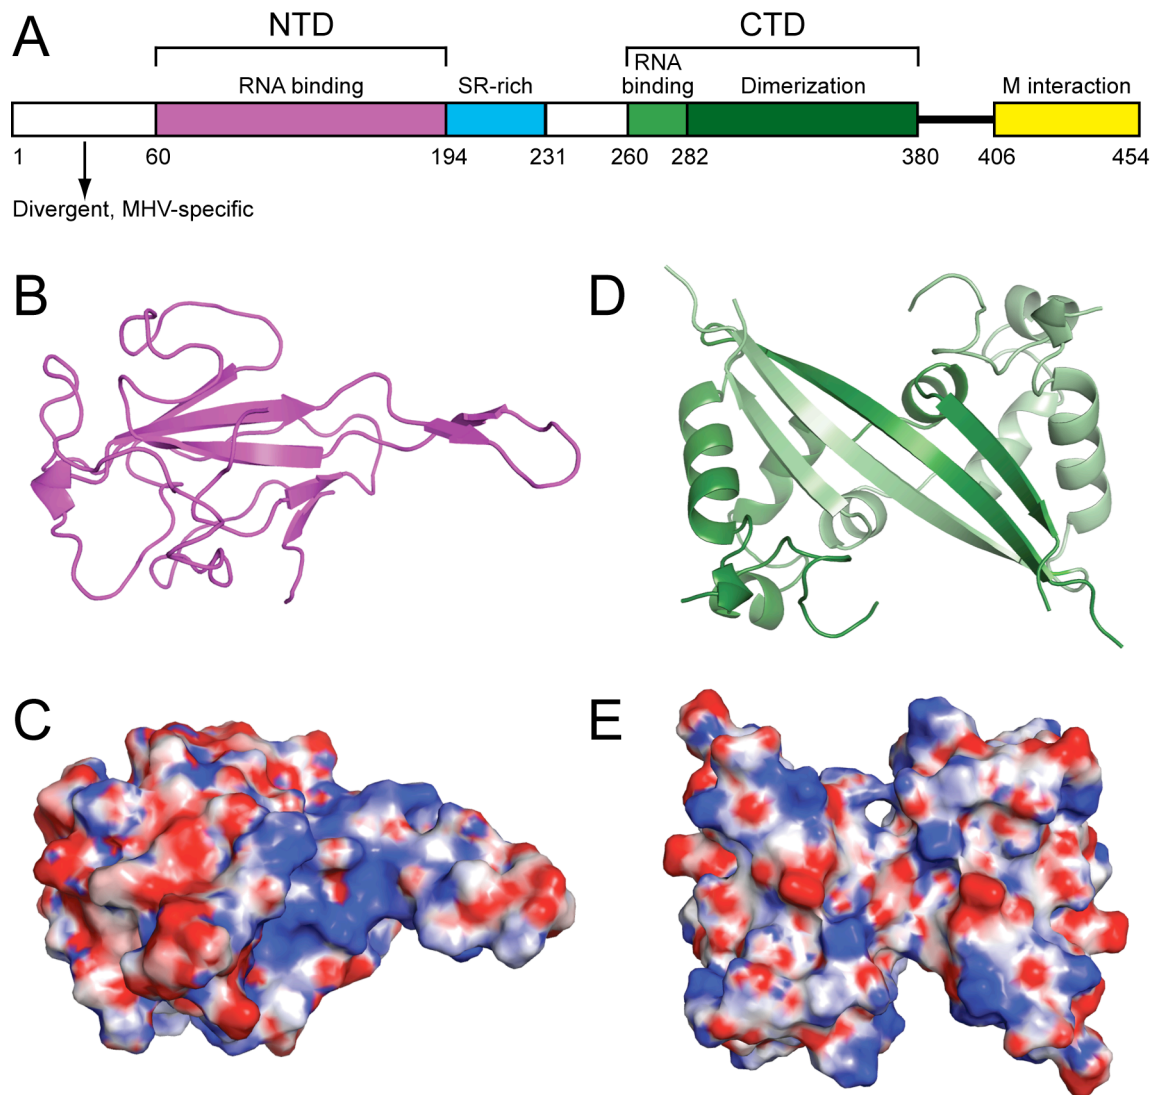 A
NTD
CTD
RNA binding
SR-rich
RNA
binding
Dimerization
M interaction
1 60 194 231 260 282 380 406 454
Divergent, MHV-specific
B
D
C
E